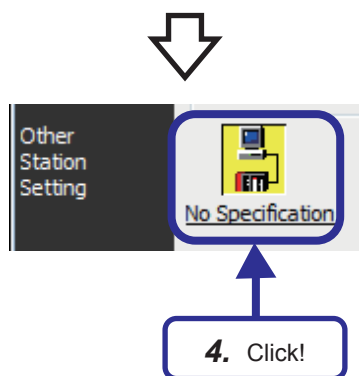 Other
Station
Setting
No Specification
4. Click!